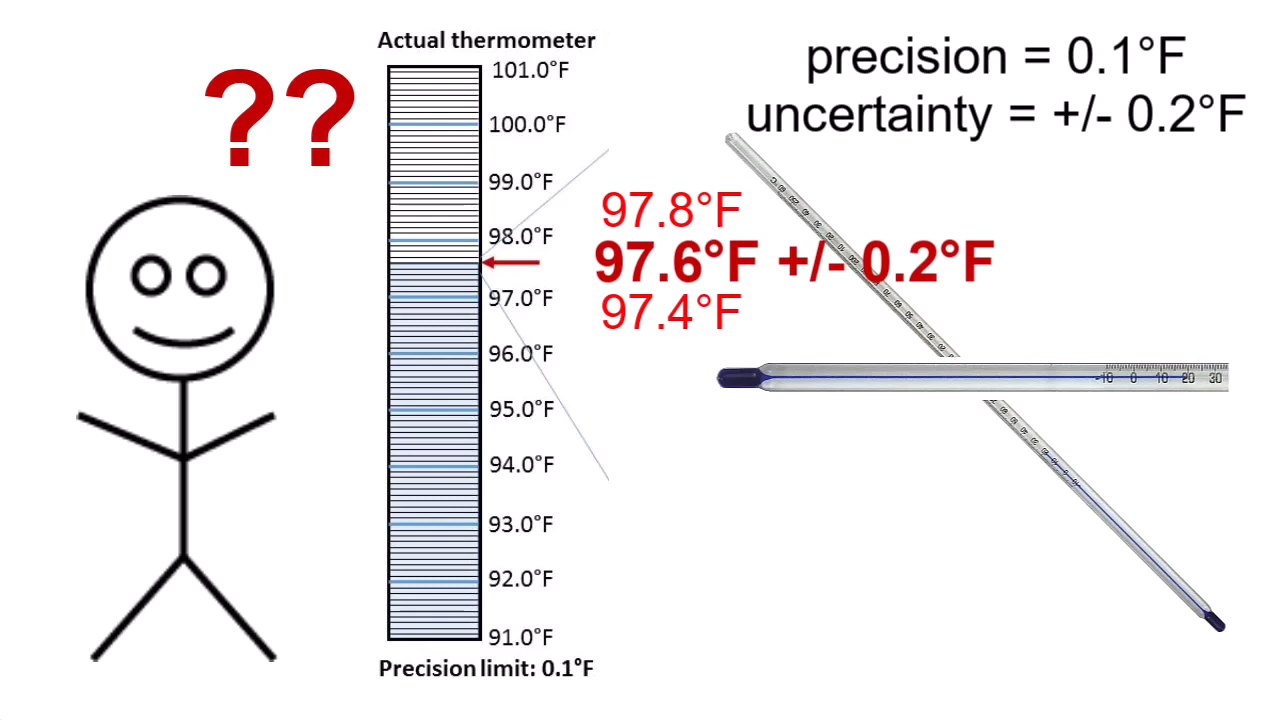 Actual thermometer
??
101.0°F
100.0°F
99.0°F
98.0°F
97.0°F
96.0°F
95.0°F
94.0°F
93.0°F
92.0°F
91.0°F
Precision limit: 0.1°F
precision = 0.1°F
uncertainty = +/- 0.2°F
97.8°F
97.6°F +/- 0.2°F
97.4°F
-10 0 10 20 30